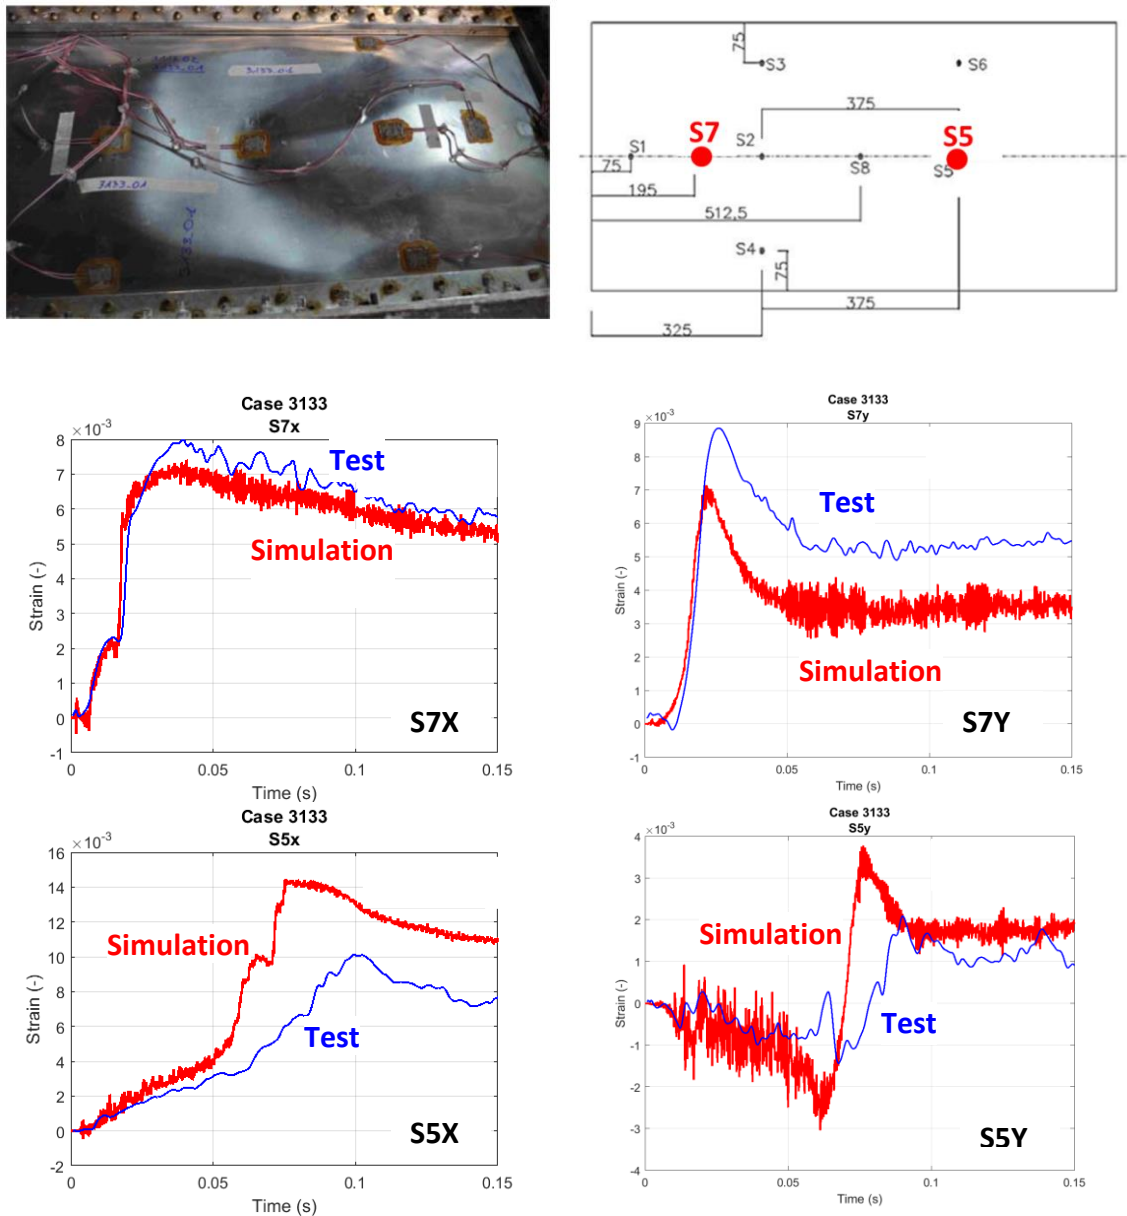 3133_02
3133_01
3133_01
3133_01
3133_01
75
S3
S6
375
S7
S5
S1
S2
S8
S5
75
195
512,5
S4
75
375
325
Case 3133
S7x
×10⁻³
8
7
6
5
4
3
2
1
0
-1
Strain (-)
Test
Simulation
S7X
0
0.05
0.1
0.15
Time (s)
Case 3133
S7y
×10⁻³
9
8
7
6
5
4
3
2
1
0
-1
Strain (-)
Test
Simulation
S7Y
0
0.05
0.1
0.15
Time (s)
Case 3133
S5x
×10⁻³
16
14
12
10
8
6
4
2
0
-2
Strain (-)
Simulation
Test
S5X
0
0.05
0.1
0.15
Time (s)
Case 3133
S5y
×10⁻³
4
3
2
1
0
-1
-2
-3
-4
Strain (-)
Simulation
Test
S5Y
0
0.05
0.1
0.15
Time (s)